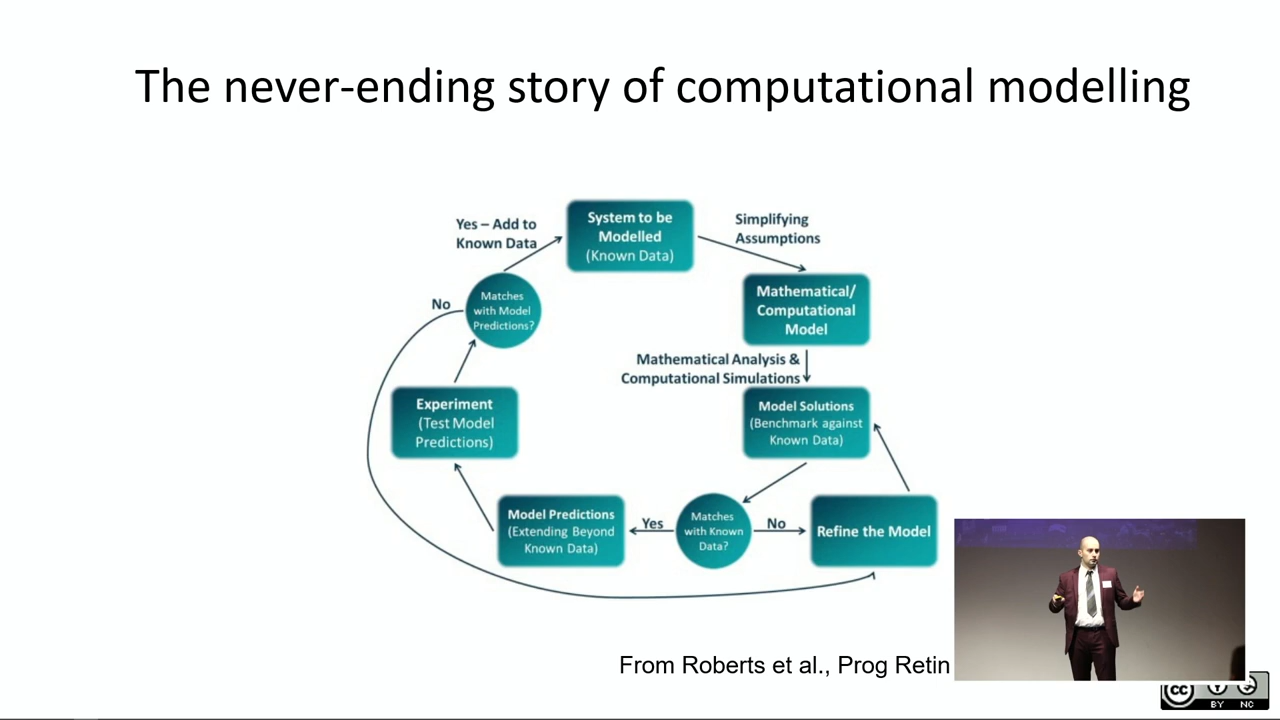 The never-ending story of computational modelling
Yes – Add to
Known Data
System to be
Modelled
(Known Data)
Simplifying
Assumptions
Mathematical/
Computational
Model
Mathematical Analysis &
Computational Simulations
Model Solutions
(Benchmark against
Known Data)
Matches
with Known
Data?
No
Refine the Model
Yes
Model Predictions
(Extending Beyond
Known Data)
Experiment
(Test Model
Predictions)
Matches
with Model
Predictions?
No
From Roberts et al., Prog Retin
cc
BY NC